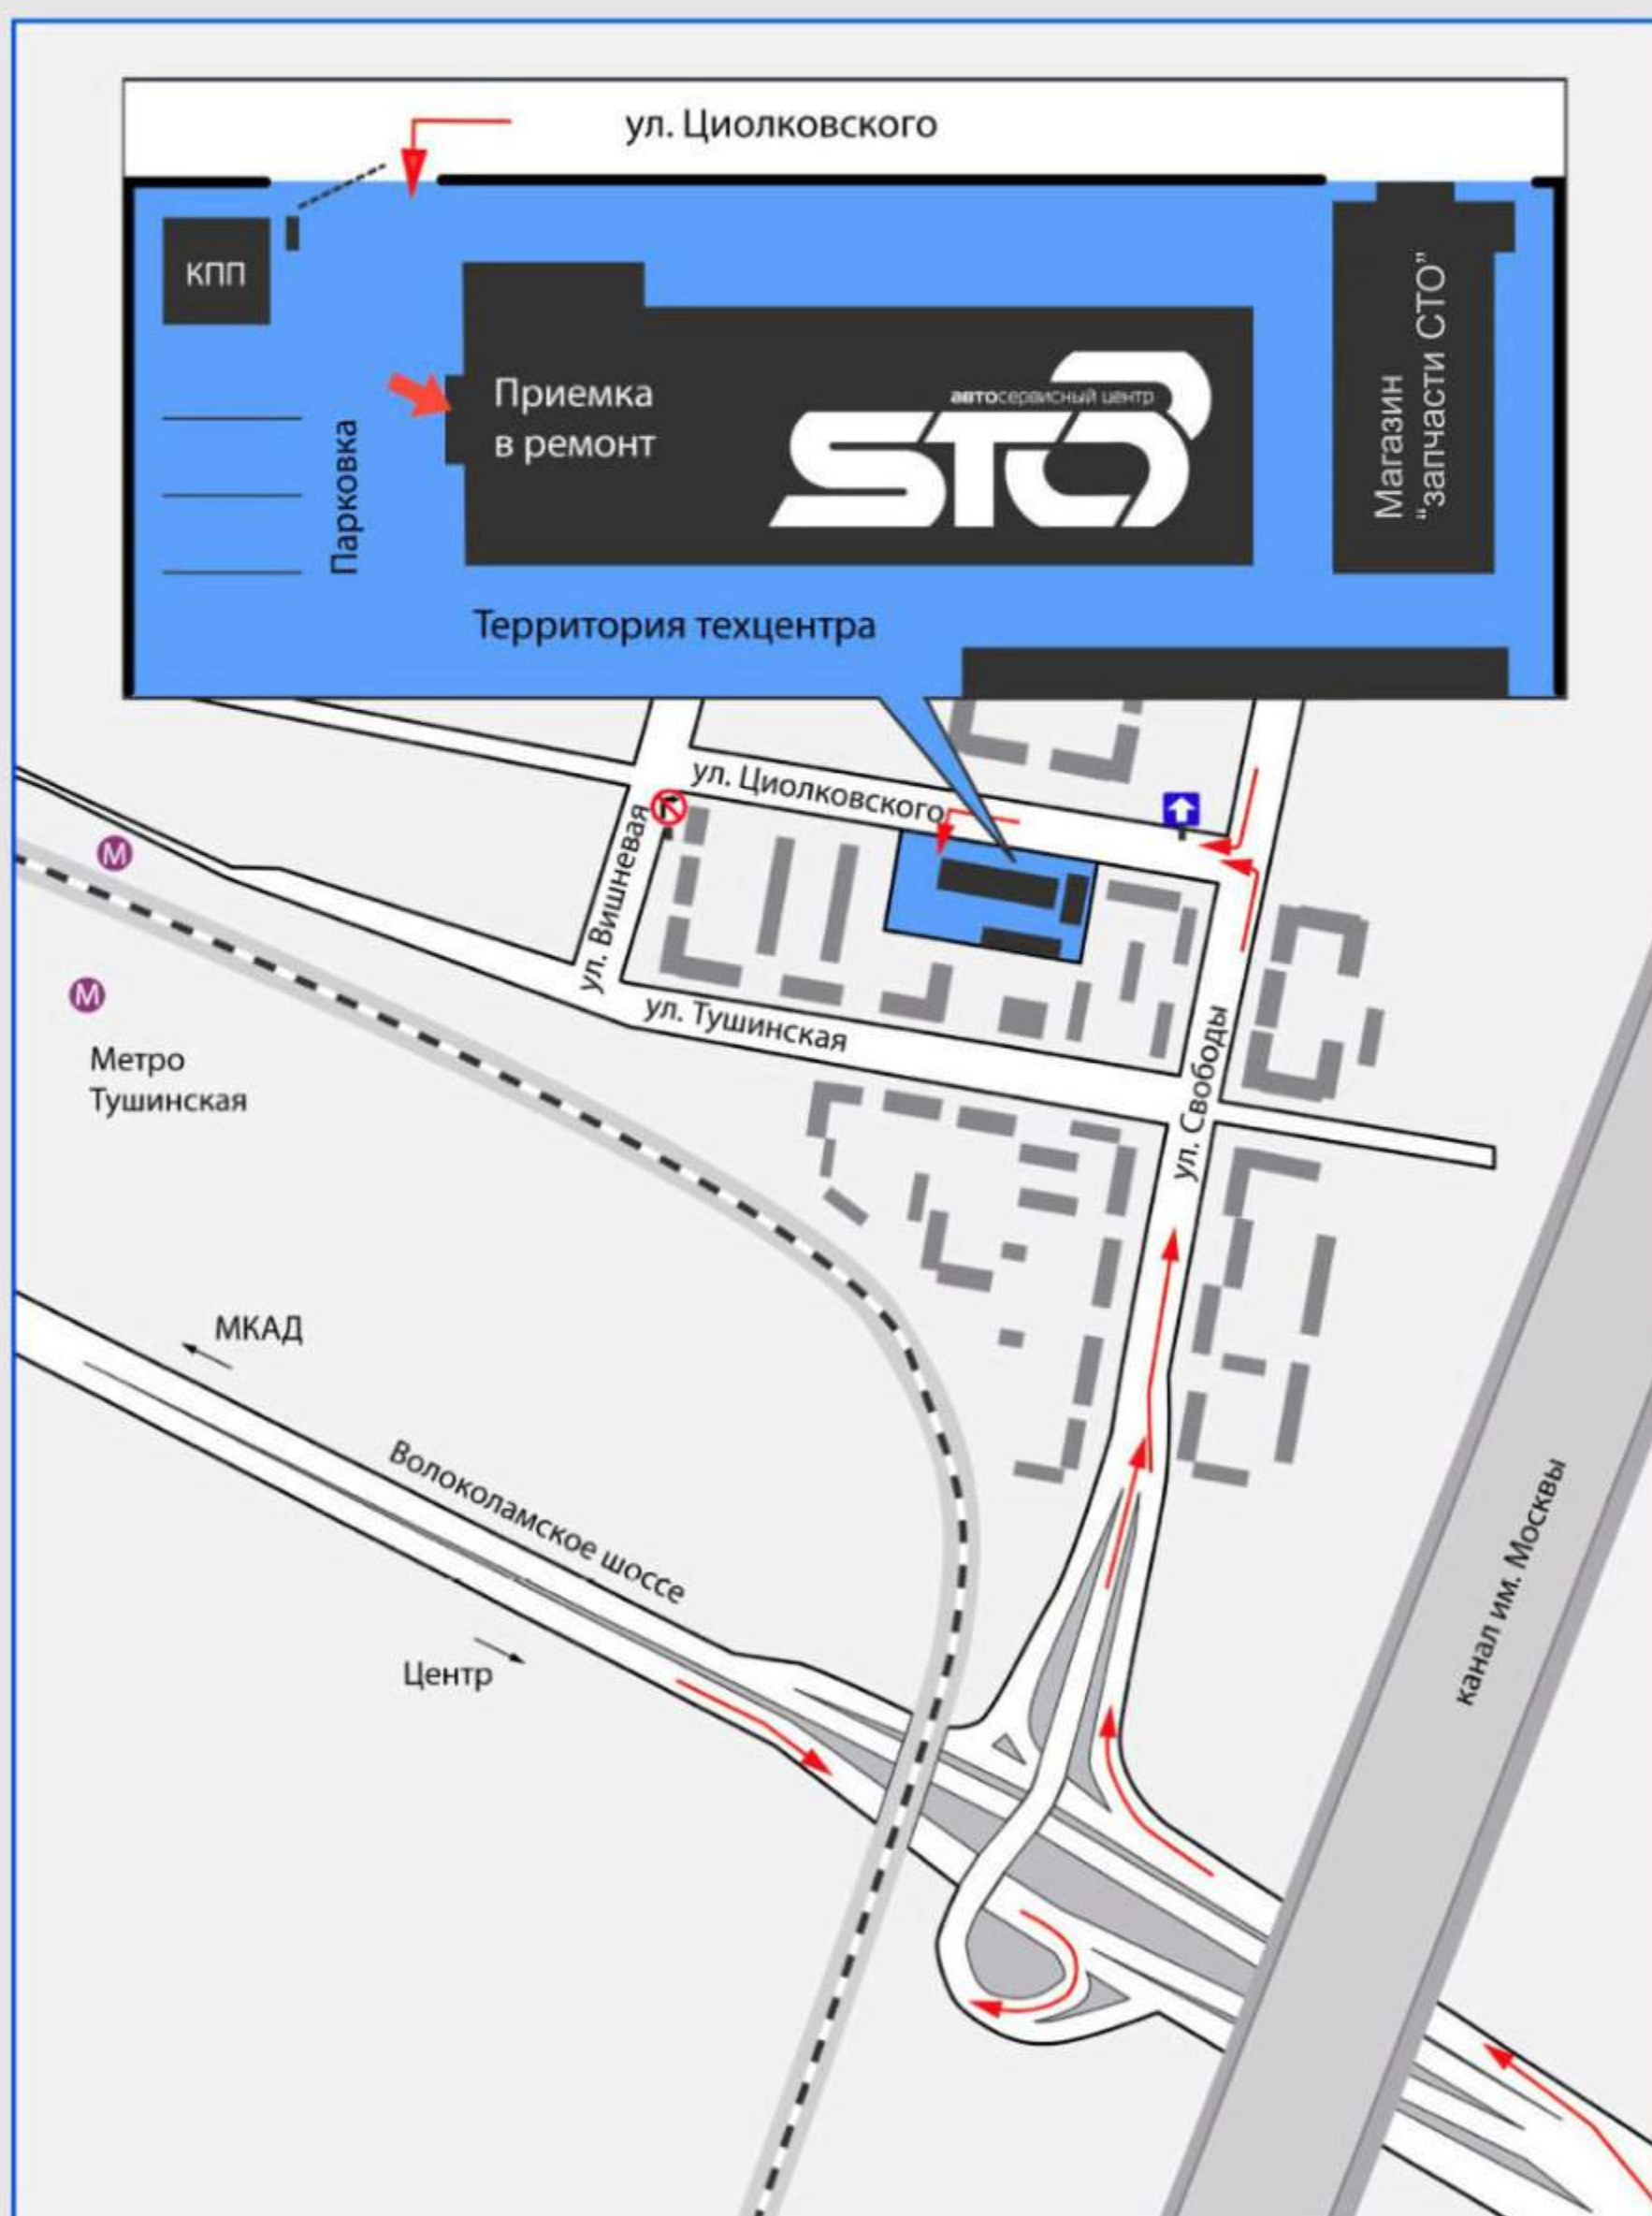 ул. Циолковского
КПП
Приемка
в ремонт
автосервисный центр
STO
Магазин
“запчасти СТО”
Парковка
Территория техцентра
ул. Циолковского
ул. Вишневая
М
М
Метро
Тушинская
ул. Тушинская
ул. Свободы
МКАД
Волоколамское шоссе
Центр
канал им. Москвы